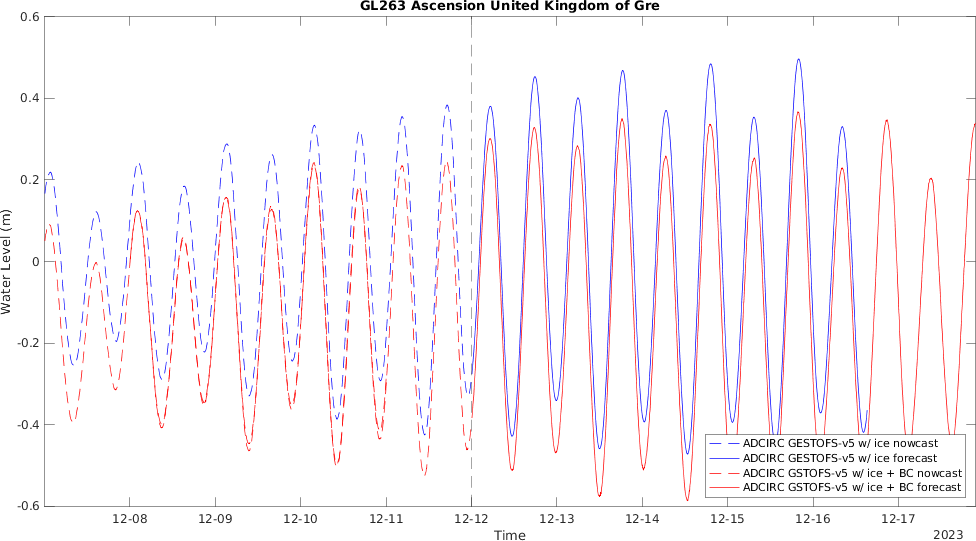 GL263 Ascension United Kingdom of Gre
0.6
0.4
0.2
0
-0.2
-0.4
-0.6
Water Level (m)
ADCIRC GESTOFS-v5 w/ ice nowcast
ADCIRC GESTOFS-v5 w/ ice forecast
ADCIRC GSTOFS-v5 w/ ice + BC nowcast
ADCIRC GSTOFS-v5 w/ ice + BC forecast
12-08 12-09 12-10 12-11 12-12 12-13 12-14 12-15 12-16 12-17
Time
2023